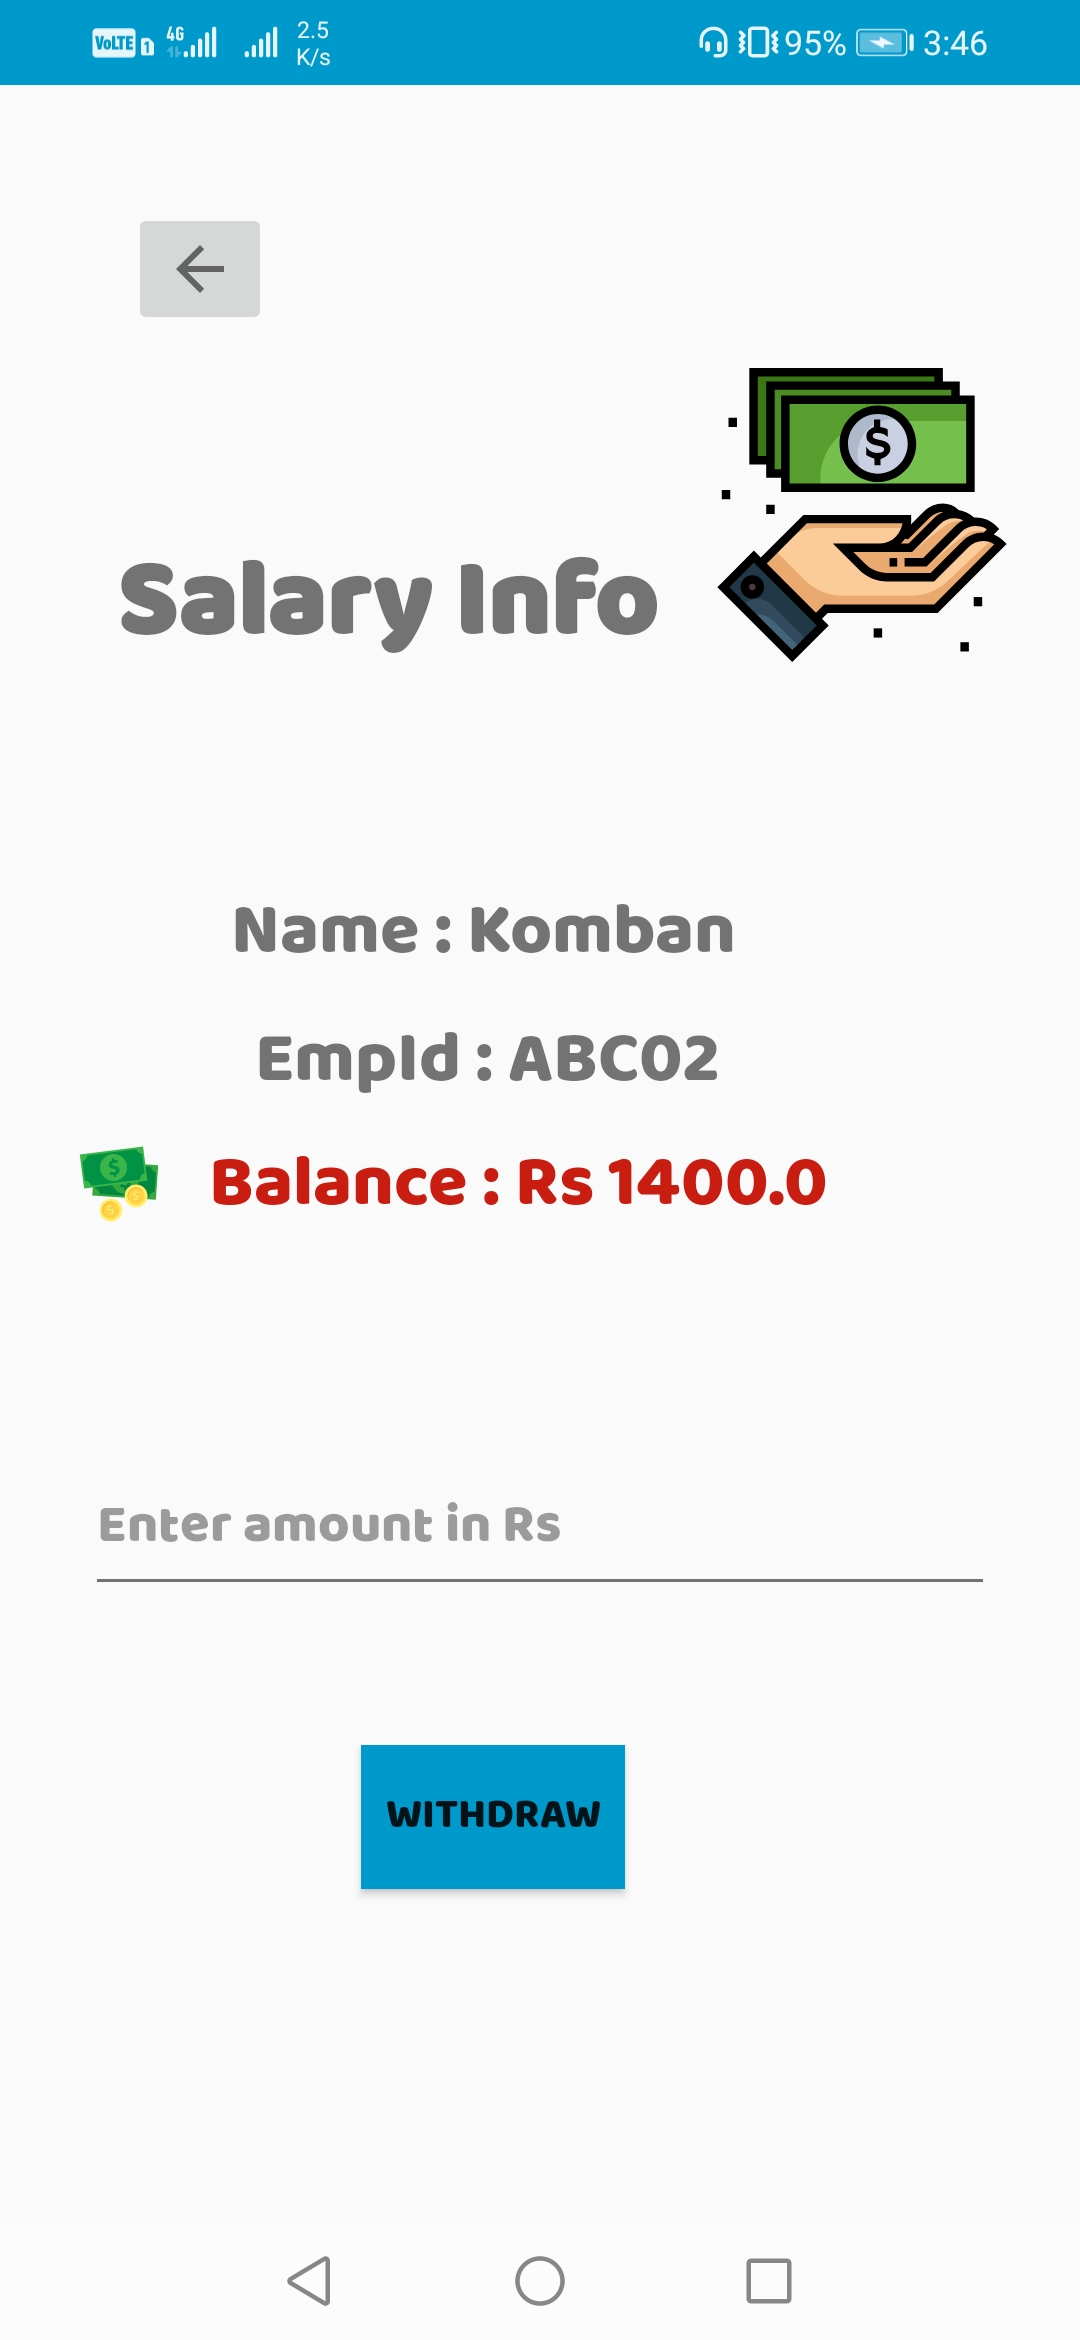 VoLTE 1 4G 2.5 K/s 95% 3:46
$
Salary Info
Name : Komban
EmpId : ABC02
Balance : Rs 1400.0
Enter amount in Rs
WITHDRAW